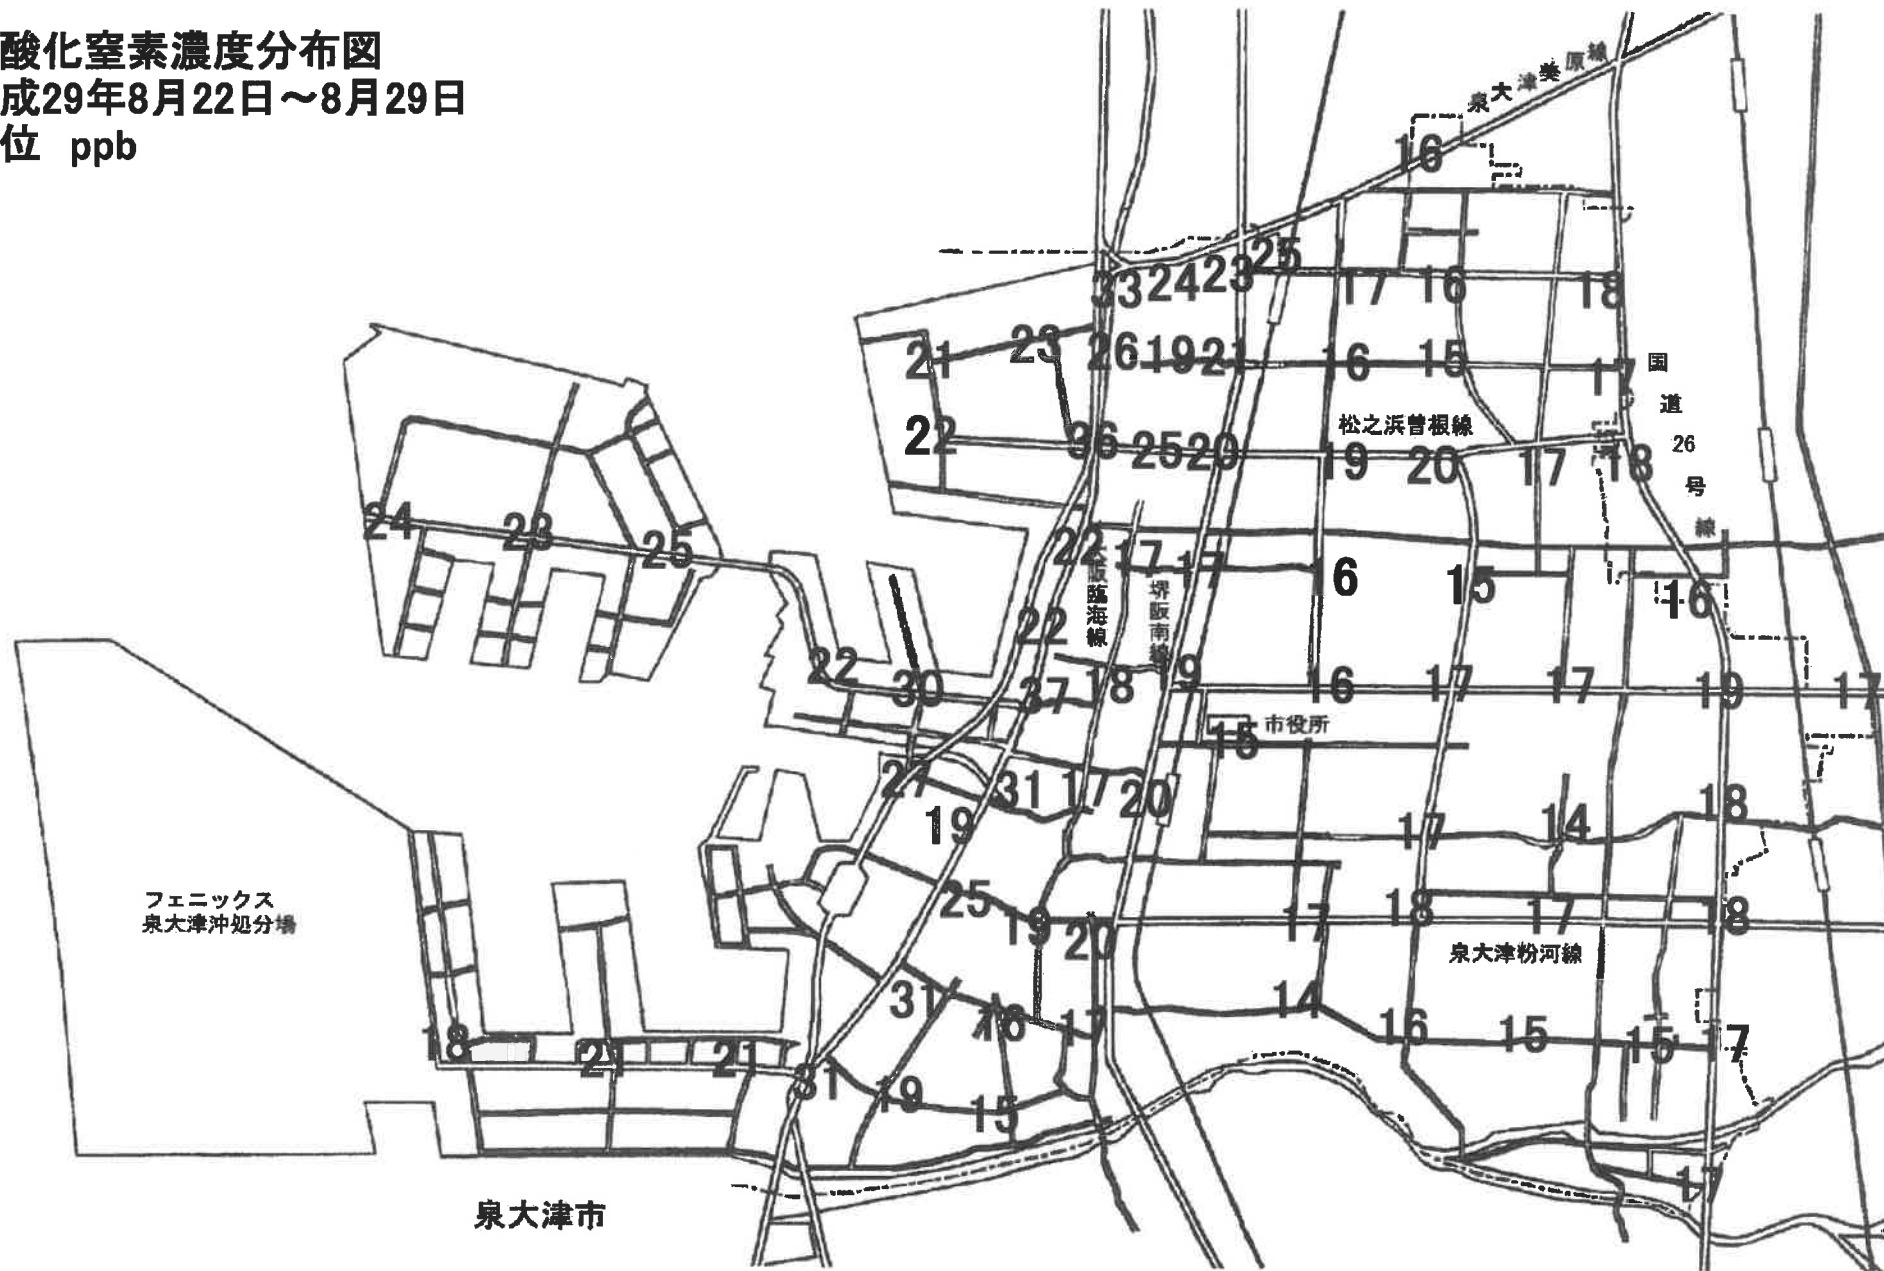 酸化窒素濃度分布図
成29年8月22日～8月29日
位 ppb
泉大津美原線
16
25
33 24 23 17 16 18
21 23 26 19 21 16 15 17
国道26号線
松之浜曽根線
22 36 25 20 19 20 17 18
24 23 25
22 17 17 6 15 16
阪臨海線
堺阪南線
22
22 30 37 18 19 16 17 17 19 17
市役所
15
27 31 17 20
19 17 14 18
フェニックス
泉大津沖処分場
25 19 20 17 18 17 18
泉大津粉河線
31 16 17 14 16 15 15 17
18 21 21
31 19 15
17
泉大津市